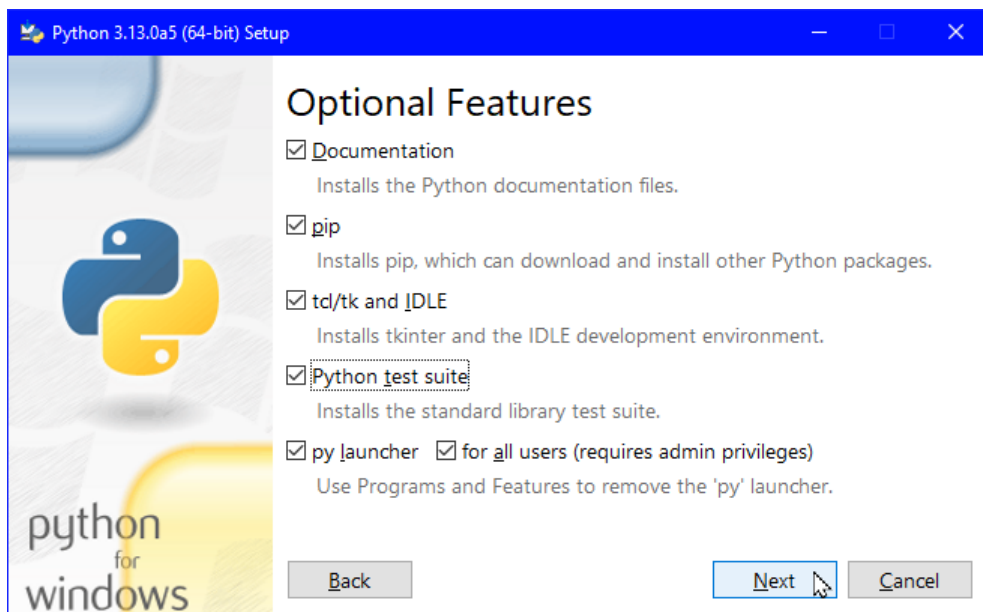 Python 3.13.0a5 (64-bit) Setup
Optional Features
Documentation
Installs the Python documentation files.
pip
Installs pip, which can download and install other Python packages.
tcl/tk and IDLE
Installs tkinter and the IDLE development environment.
Python test suite
Installs the standard library test suite.
py launcher for all users (requires admin privileges)
Use Programs and Features to remove the 'py' launcher.
python
for
windows
Back Next Cancel